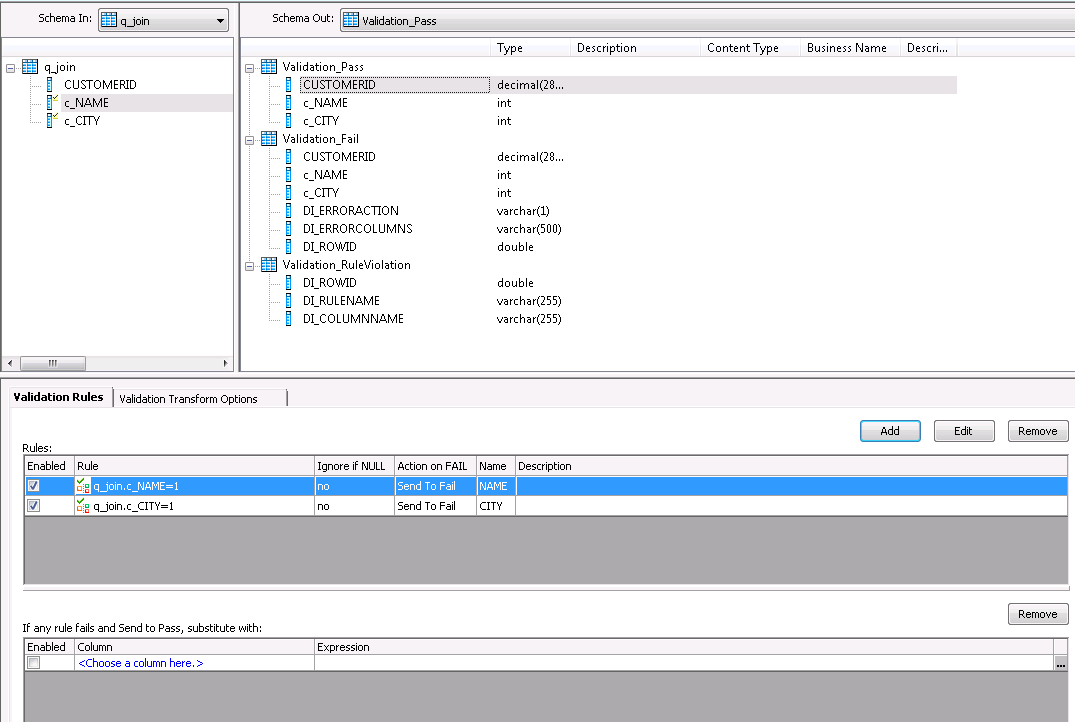 Schema In: q_join
Schema Out: Validation_Pass
q_join
CUSTOMERID
c_NAME
c_CITY
Type Description Content Type Business Name Descri...
Validation_Pass
CUSTOMERID decimal(28...
c_NAME int
c_CITY int
Validation_Fail
CUSTOMERID decimal(28...
c_NAME int
c_CITY int
DI_ERRORACTION varchar(1)
DI_ERRORCOLUMNS varchar(500)
DI_ROWID double
Validation_RuleViolation
DI_ROWID double
DI_RULENAME varchar(255)
DI_COLUMNNAME varchar(255)
Validation Rules Validation Transform Options
Add Edit Remove
Rules:
Enabled Rule Ignore if NULL Action on FAIL Name Description
q_join.c_NAME=1 no Send To Fail NAME
q_join.c_CITY=1 no Send To Fail CITY
Remove
If any rule fails and Send to Pass, substitute with:
Enabled Column Expression
<Choose a column here.> ...